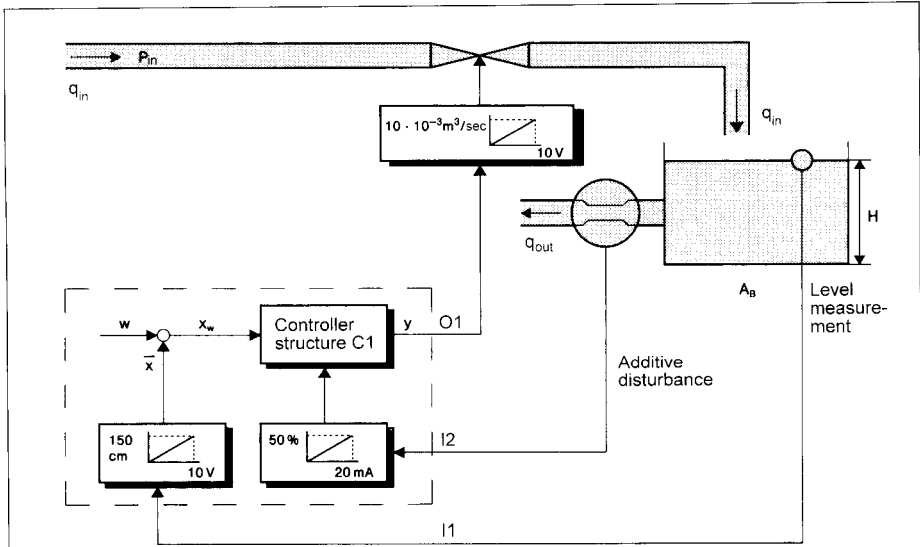 P_in
q_in
10 · 10⁻³m³/sec
10 V
q_in
q_out
H
A_B
Level
measure-
ment
w
x_w
Controller
structure C1
y
O1
x̄
Additive
disturbance
150
cm
10 V
50 %
20 mA
I2
I1